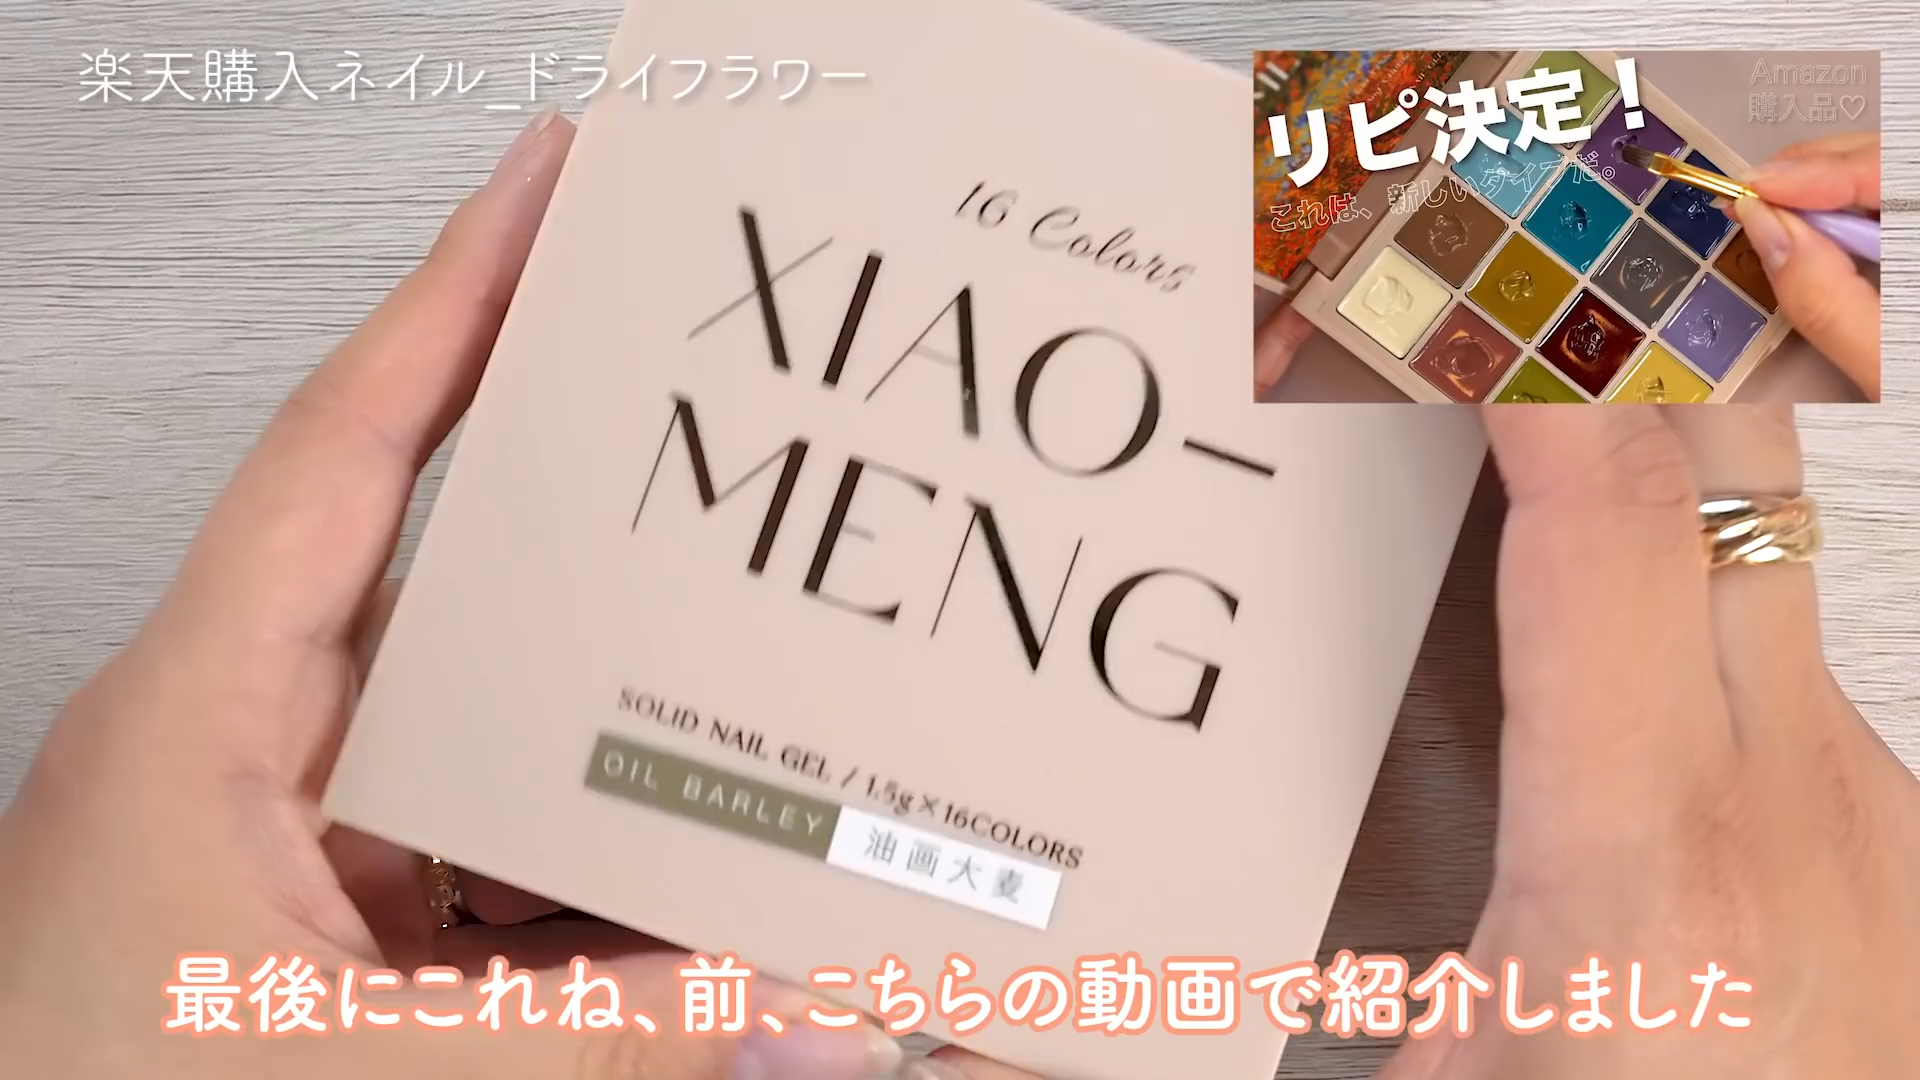 楽天購入ネイル_ドライフラワー
リピ決定！
これは、新しいタイプだ。
Amazon
購入品♡
16 Colors
XIAO-
MENG
SOLID NAIL GEL / 1.5g×16COLORS
OIL BARLEY 油画大麦
最後にこれね、前、こちらの動画で紹介しました